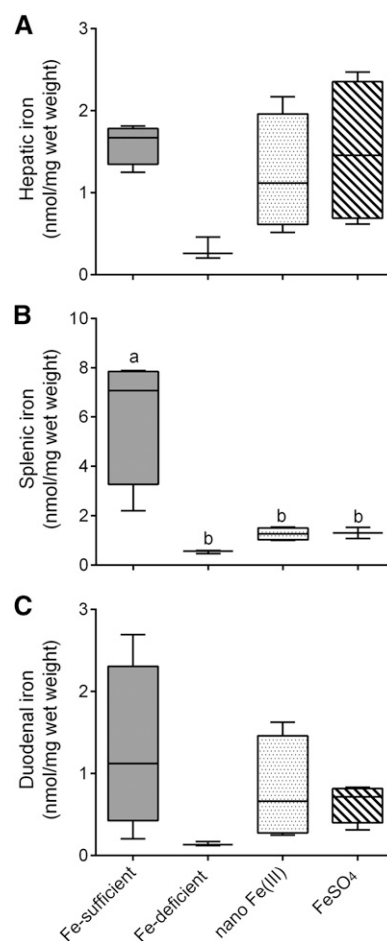 A
Hepatic iron
(nmol/mg wet weight)
3
2
1
0
B
Splenic iron
(nmol/mg wet weight)
10
8
6
4
2
0
a
b
b
b
C
Duodenal iron
(nmol/mg wet weight)
3
2
1
0
Fe-sufficient
Fe-deficient
nano Fe(III)
FeSO₄